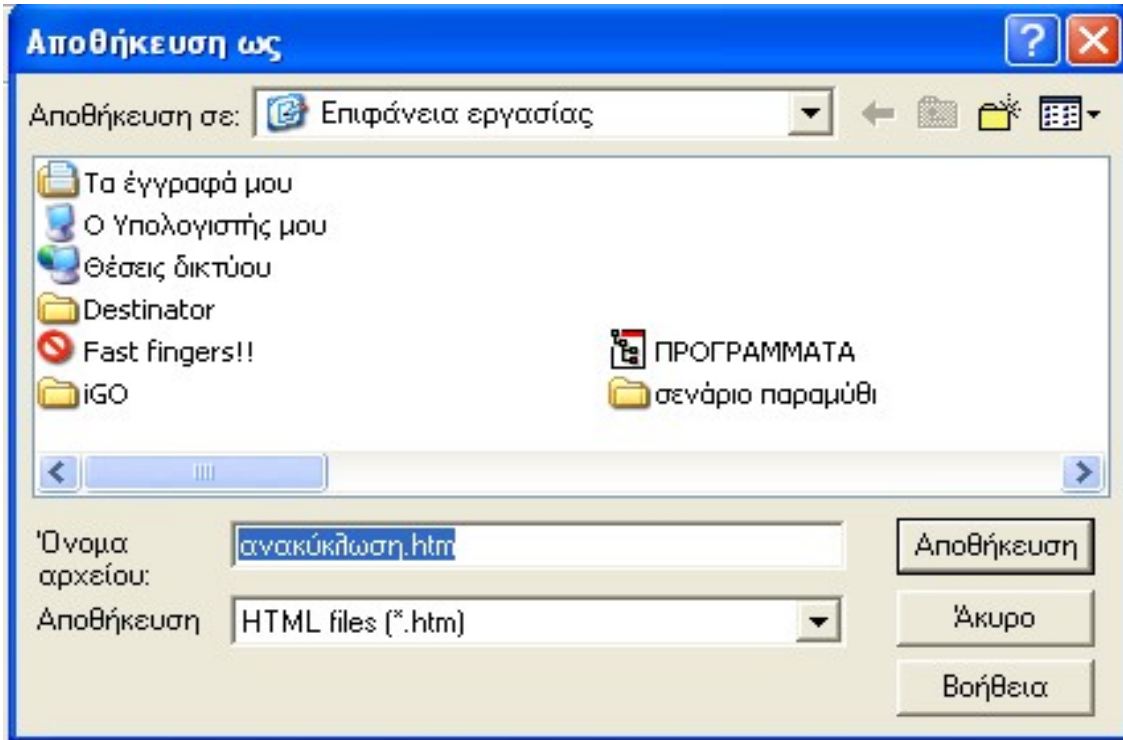 Αποθήκευση ως
Αποθήκευση σε: Επιφάνεια εργασίας
Τα έγγραφά μου
Ο Υπολογιστής μου
Θέσεις δικτύου
Destinator
Fast fingers!!
iGO
ΠΡΟΓΡΑΜΜΑΤΑ
σενάριο παραμύθι
Όνομα αρχείου:
ανακύκλωση.htm
Αποθήκευση
Αποθήκευση
HTML files (*.htm)
Άκυρο
Βοήθεια